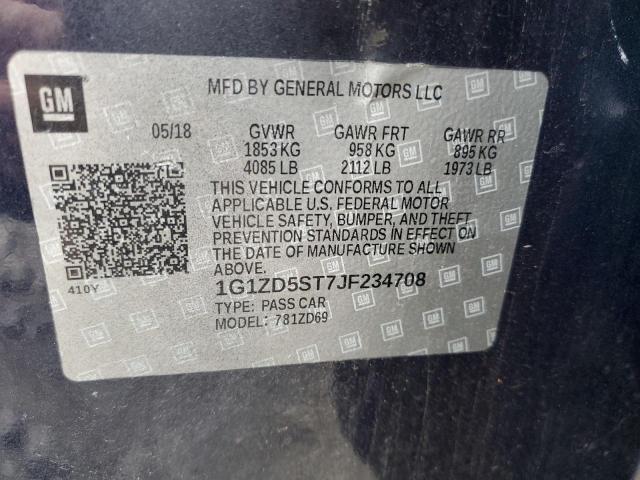 GM
MFD BY GENERAL MOTORS LLC
05/18 GVWR GAWR FRT GAWR RR
1853 KG 958 KG 895 KG
4085 LB 2112 LB 1973 LB
THIS VEHICLE CONFORMS TO ALL
APPLICABLE U.S. FEDERAL MOTOR
VEHICLE SAFETY, BUMPER, AND THEFT
PREVENTION STANDARDS IN EFFECT ON
THE DATE OF MANUFACTURE SHOWN
ABOVE.
410Y
1G1ZD5ST7JF234708
TYPE: PASS CAR
MODEL: 781ZD69